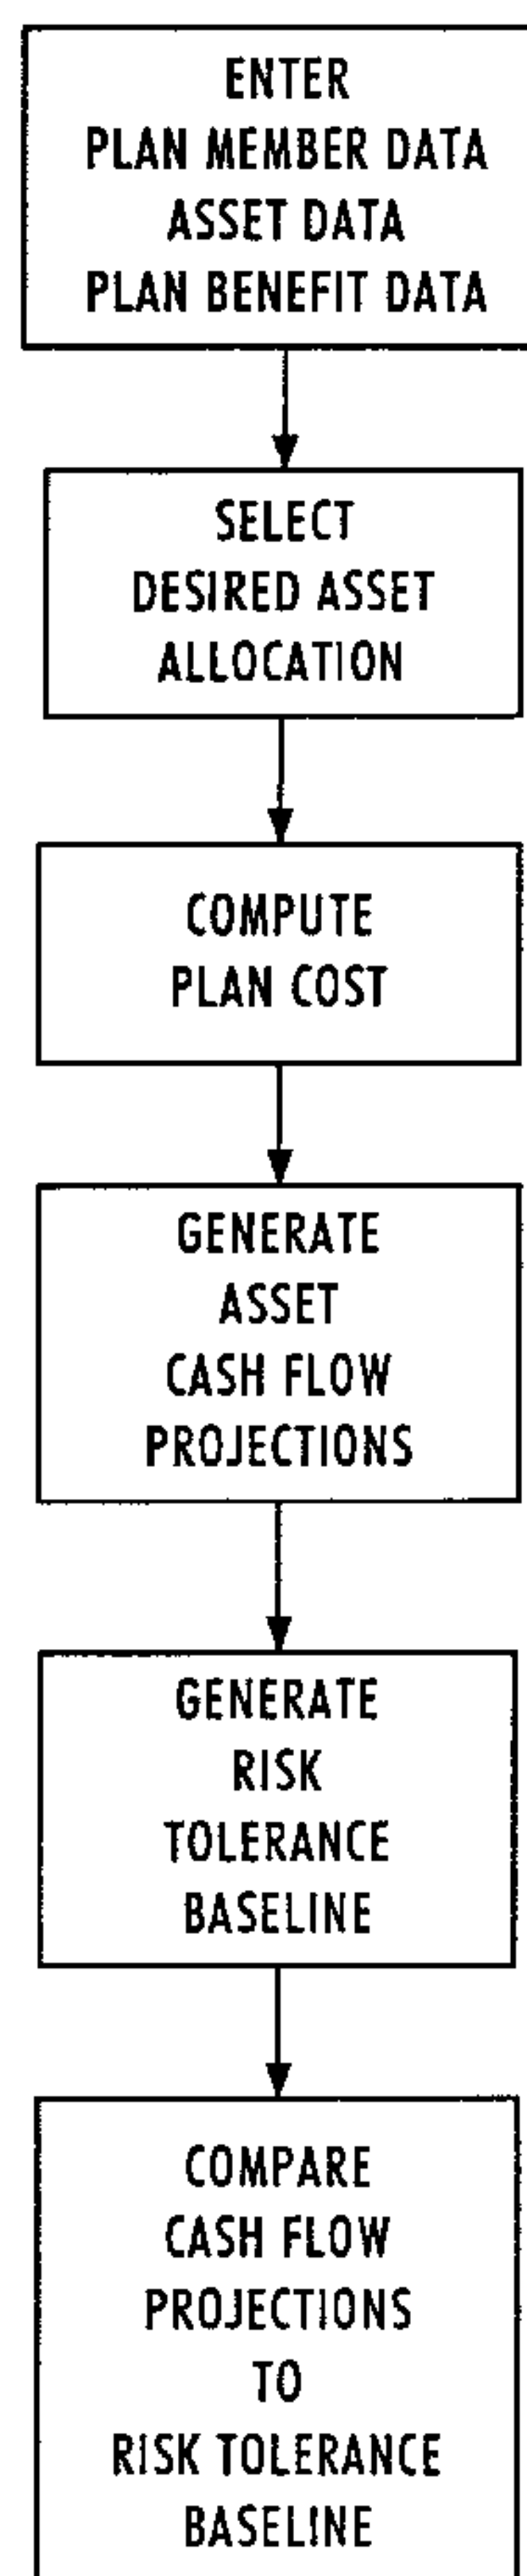 ENTER
PLAN MEMBER DATA
ASSET DATA
PLAN BENEFIT DATA
SELECT
DESIRED ASSET
ALLOCATION
COMPUTE
PLAN COST
GENERATE
ASSET
CASH FLOW
PROJECTIONS
GENERATE
RISK
TOLERANCE
BASELINE
COMPARE
CASH FLOW
PROJECTIONS
TO
RISK TOLERANCE
BASELINE